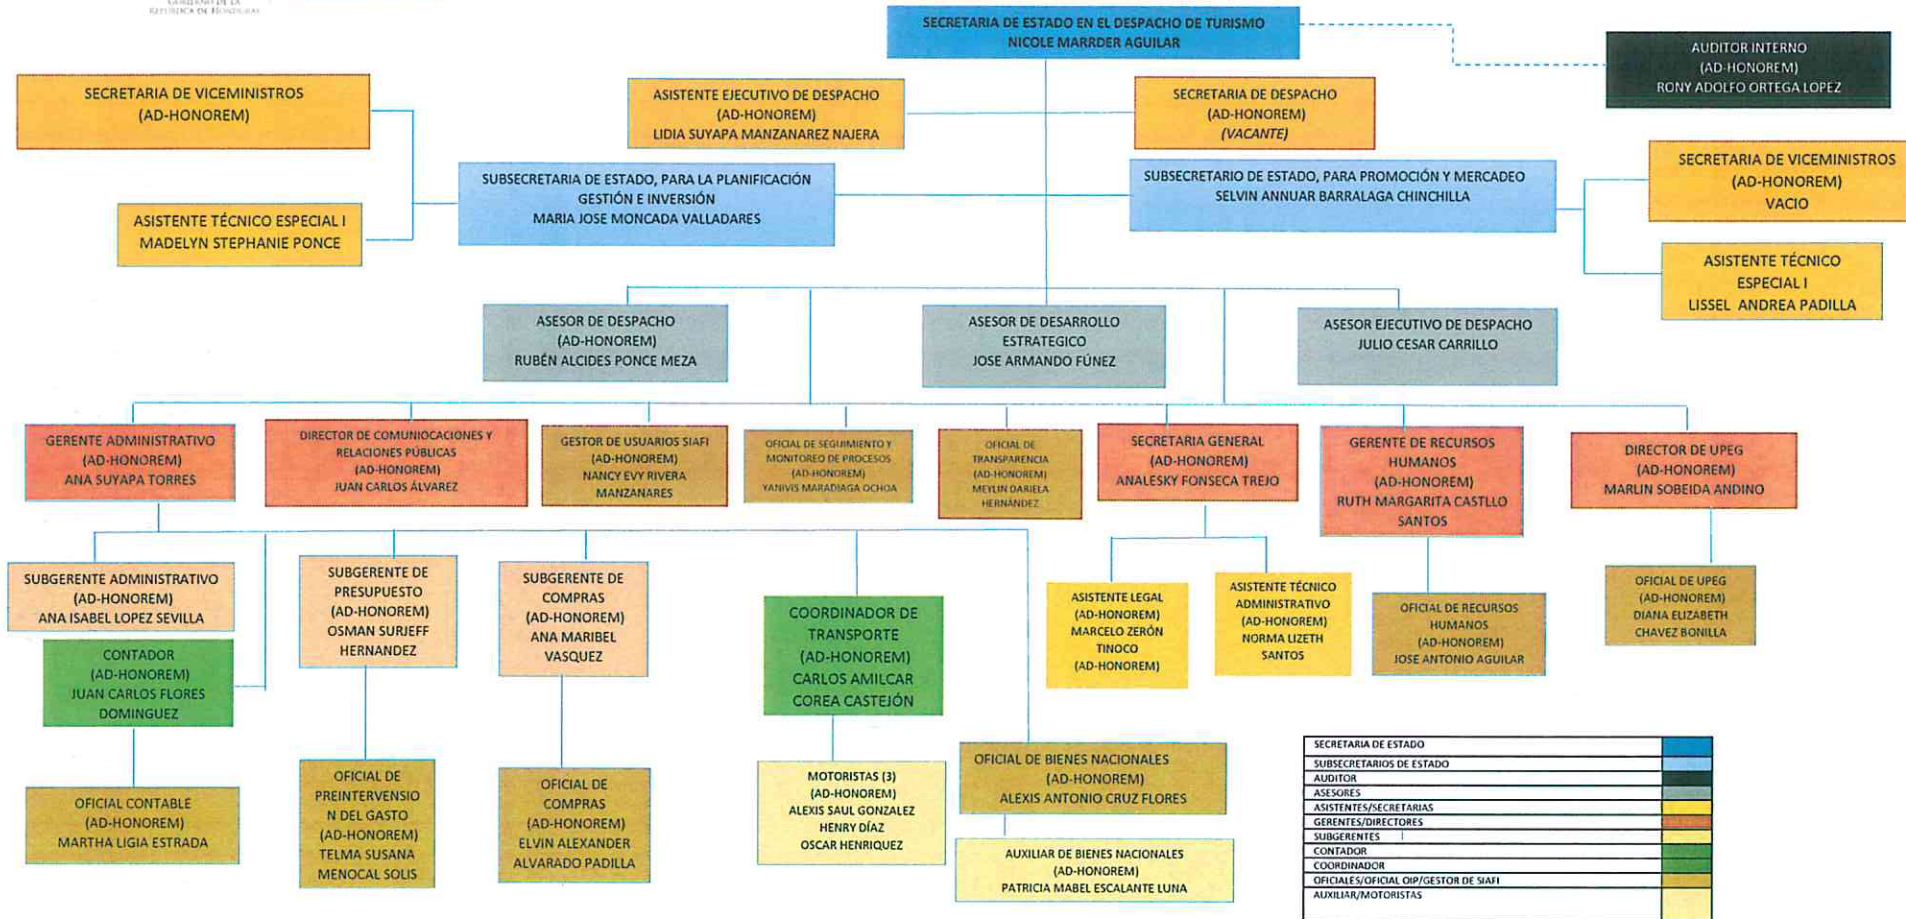 GOBIERNO DE LA
REPÚBLICA DE HONDURAS
SECRETARIA DE ESTADO EN EL DESPACHO DE TURISMO
NICOLE MARRDER AGUILAR
AUDITOR INTERNO
(AD-HONOREM)
RONY ADOLFO ORTEGA LOPEZ
SECRETARIA DE VICEMINISTROS
(AD-HONOREM)
ASISTENTE EJECUTIVO DE DESPACHO
(AD-HONOREM)
LIDIA SUYAPA MANZANAREZ NAJERA
SECRETARIA DE DESPACHO
(AD-HONOREM)
(VACANTE)
SUBSECRETARIA DE ESTADO, PARA LA PLANIFICACIÓN
GESTIÓN E INVERSIÓN
MARIA JOSE MONCADA VALLADARES
SUBSECRETARIO DE ESTADO, PARA PROMOCIÓN Y MERCADEO
SELVIN ANNUAR BARRALAGA CHINCHILLA
SECRETARIA DE VICEMINISTROS
(AD-HONOREM)
VACIO
ASISTENTE TÉCNICO ESPECIAL I
MADELYN STEPHANIE PONCE
ASISTENTE TÉCNICO
ESPECIAL I
LISSEL ANDREA PADILLA
ASESOR DE DESPACHO
(AD-HONOREM)
RUBÉN ALCIDES PONCE MEZA
ASESOR DE DESARROLLO
ESTRATEGICO
JOSE ARMANDO FÚNEZ
ASESOR EJECUTIVO DE DESPACHO
JULIO CESAR CARRILLO
GERENTE ADMINISTRATIVO
(AD-HONOREM)
ANA SUYAPA TORRES
DIRECTOR DE COMUNIOCACIONES Y
RELACIONES PÚBLICAS
(AD-HONOREM)
JUAN CARLOS ÁLVAREZ
GESTOR DE USUARIOS SIAFI
(AD-HONOREM)
NANCY EVY RIVERA
MANZANARES
OFICIAL DE SEGUIMIENTO Y
MONITOREO DE PROCESOS
(AD-HONOREM)
YANIVIS MARADIAGA OCHOA
OFICIAL DE
TRANSPARENCIA
(AD-HONOREM)
MEYLIN DARIELA
HERNÁNDEZ
SECRETARIA GENERAL
(AD-HONOREM)
ANALESKY FONSECA TREJO
GERENTE DE RECURSOS
HUMANOS
(AD-HONOREM)
RUTH MARGARITA CASTLLO
SANTOS
DIRECTOR DE UPEG
(AD-HONOREM)
MARLIN SOBEIDA ANDINO
SUBGERENTE ADMINISTRATIVO
(AD-HONOREM)
ANA ISABEL LOPEZ SEVILLA
SUBGERENTE DE
PRESUPUESTO
(AD-HONOREM)
OSMAN SURJEFF
HERNANDEZ
SUBGERENTE DE
COMPRAS
(AD-HONOREM)
ANA MARIBEL
VASQUEZ
COORDINADOR DE
TRANSPORTE
(AD-HONOREM)
CARLOS AMILCAR
COREA CASTEJÓN
ASISTENTE LEGAL
(AD-HONOREM)
MARCELO ZERÓN
TINOCO
(AD-HONOREM)
ASISTENTE TÉCNICO
ADMINISTRATIVO
(AD-HONOREM)
NORMA LIZETH
SANTOS
OFICIAL DE RECURSOS
HUMANOS
(AD-HONOREM)
JOSE ANTONIO AGUILAR
OFICIAL DE UPEG
(AD-HONOREM)
DIANA ELIZABETH
CHAVEZ BONILLA
CONTADOR
(AD-HONOREM)
JUAN CARLOS FLORES
DOMINGUEZ
OFICIAL CONTABLE
(AD-HONOREM)
MARTHA LIGIA ESTRADA
OFICIAL DE
PREINTERVENSIO
N DEL GASTO
(AD-HONOREM)
TELMA SUSANA
MENOCAL SOLIS
OFICIAL DE
COMPRAS
(AD-HONOREM)
ELVIN ALEXANDER
ALVARADO PADILLA
MOTORISTAS (3)
(AD-HONOREM)
ALEXIS SAUL GONZALEZ
HENRY DÍAZ
OSCAR HENRIQUEZ
OFICIAL DE BIENES NACIONALES
(AD-HONOREM)
ALEXIS ANTONIO CRUZ FLORES
AUXILIAR DE BIENES NACIONALES
(AD-HONOREM)
PATRICIA MABEL ESCALANTE LUNA
SECRETARIA DE ESTADO
SUBSECRETARIOS DE ESTADO
AUDITOR
ASESORES
ASISTENTES/SECRETARIAS
GERENTES/DIRECTORES
SUBGERENTES
CONTADOR
COORDINADOR
OFICIALES/OFICIAL OIP/GESTOR DE SIAFI
AUXILIAR/MOTORISTAS